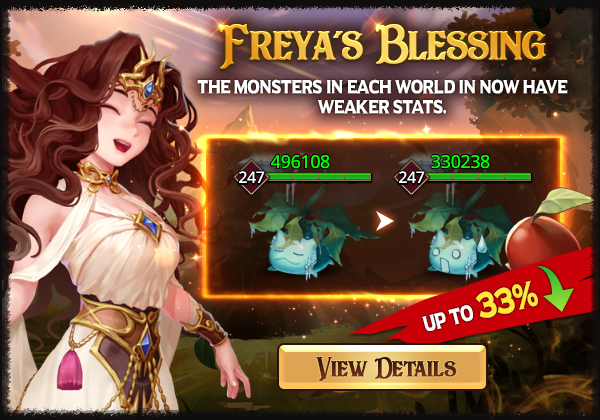 FREYA'S BLESSING
THE MONSTERS IN EACH WORLD IN NOW HAVE
WEAKER STATS.
247 496108
247 330238
UP TO 33%
VIEW DETAILS